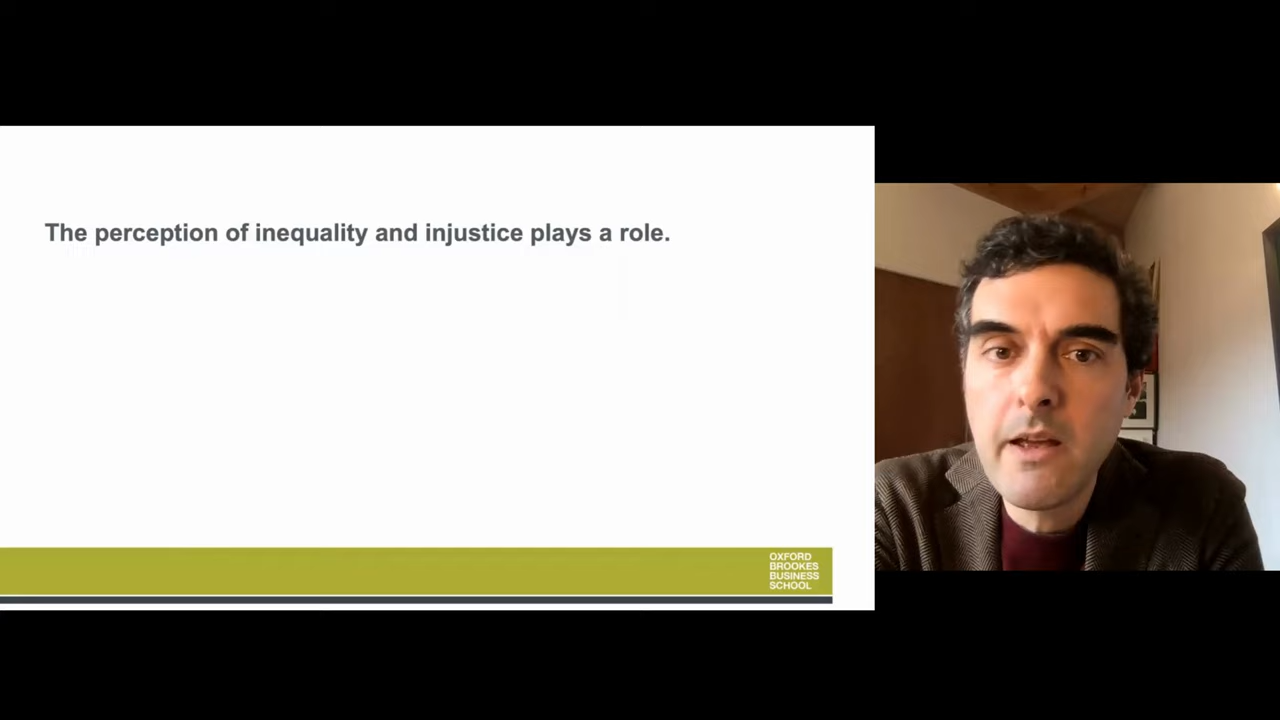 The perception of inequality and injustice plays a role.
OXFORD
BROOKES
BUSINESS
SCHOOL